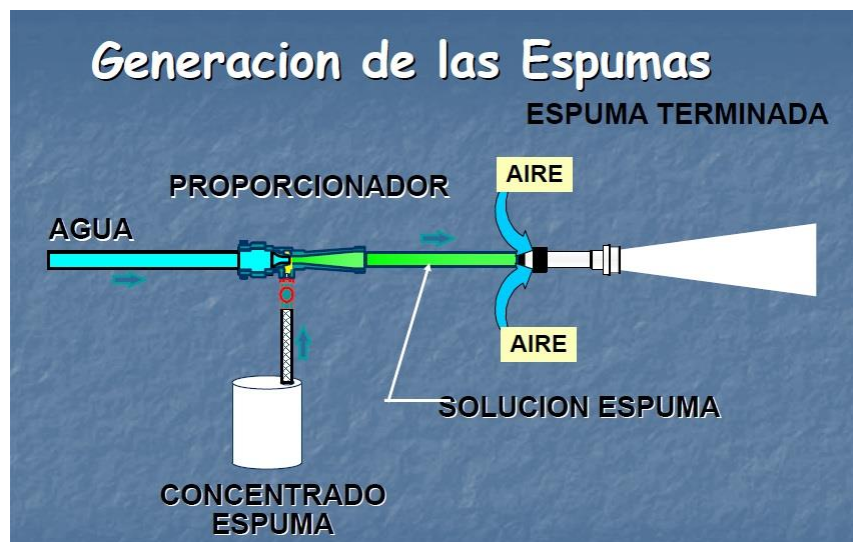 Generacion de las Espumas
ESPUMA TERMINADA
AIRE
PROPORCIONADOR
AGUA
AIRE
SOLUCION ESPUMA
CONCENTRADO
ESPUMA